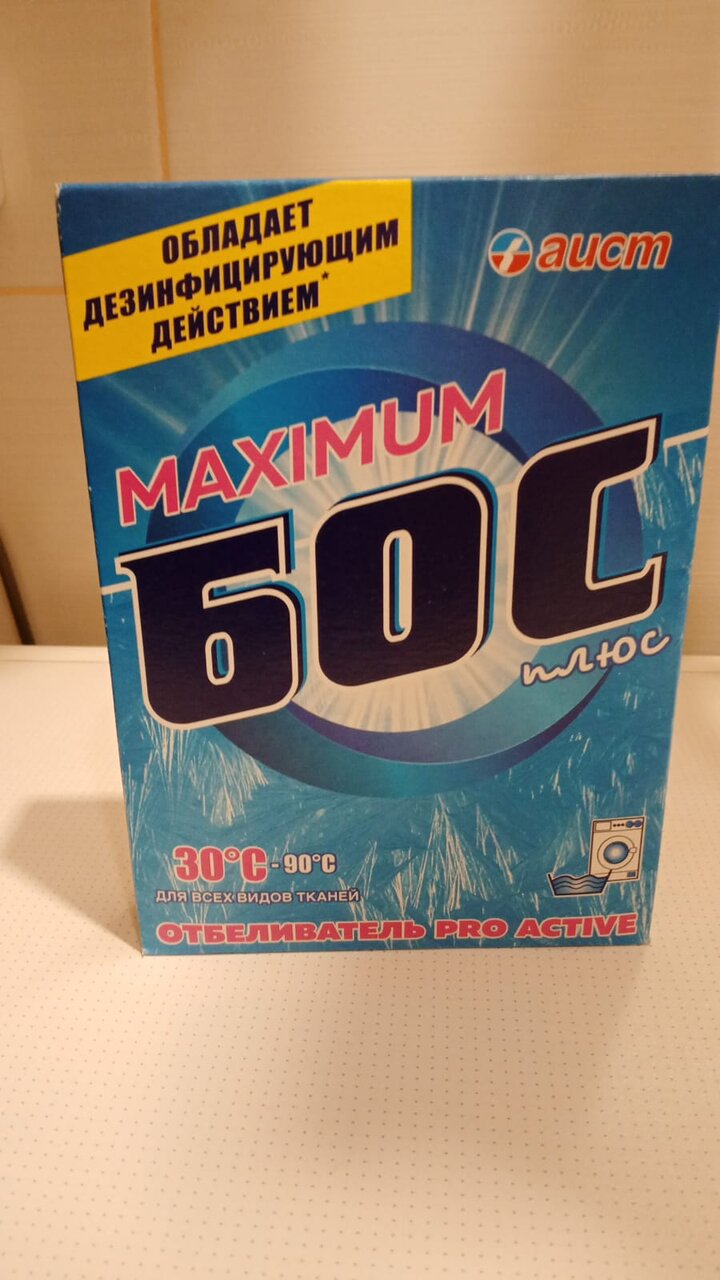 ОБЛАДАЕТ
ДЕЗИНФИЦИРУЮЩИМ
ДЕЙСТВИЕМ*
аист
MAXIMUM
БОС
плюс
30°C - 90°C
ДЛЯ ВСЕХ ВИДОВ ТКАНЕЙ
ОТБЕЛИВАТЕЛЬ PRO ACTIVE